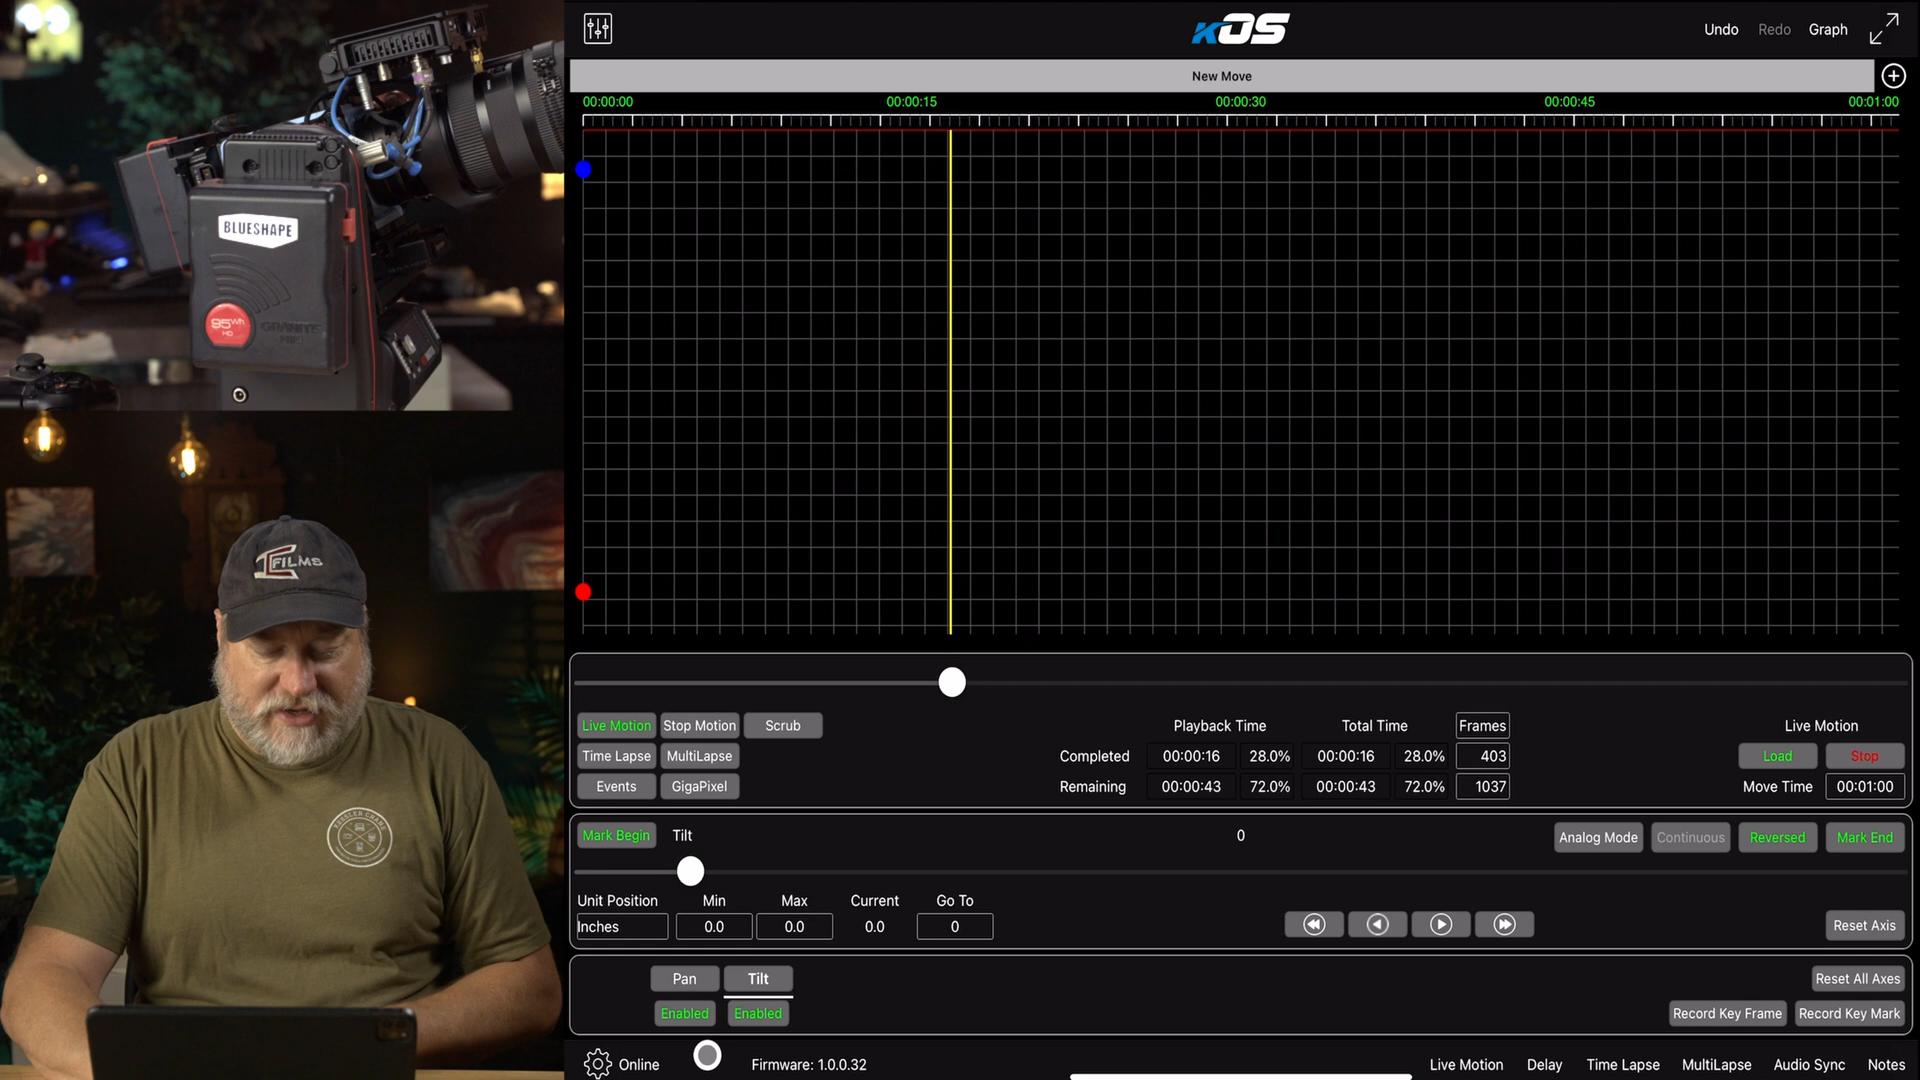 BLUESHAPE
95Wh
HD
GRANITE
FILMS
KESSLER CRANE
kOS
Undo Redo Graph
New Move
00:00:00 00:00:15 00:00:30 00:00:45 00:01:00
Live Motion Stop Motion Scrub
Time Lapse MultiLapse
Events GigaPixel
Playback Time Total Time Frames
Completed 00:00:16 28.0% 00:00:16 28.0% 403
Remaining 00:00:43 72.0% 00:00:43 72.0% 1037
Live Motion
Load Stop
Move Time 00:01:00
Mark Begin Tilt 0 Analog Mode Continuous Reversed Mark End
Unit Position Min Max Current Go To
Inches 0.0 0.0 0.0 0
Reset Axis
Pan Tilt Reset All Axes
Enabled Enabled Record Key Frame Record Key Mark
Online Firmware: 1.0.0.32 Live Motion Delay Time Lapse MultiLapse Audio Sync Notes